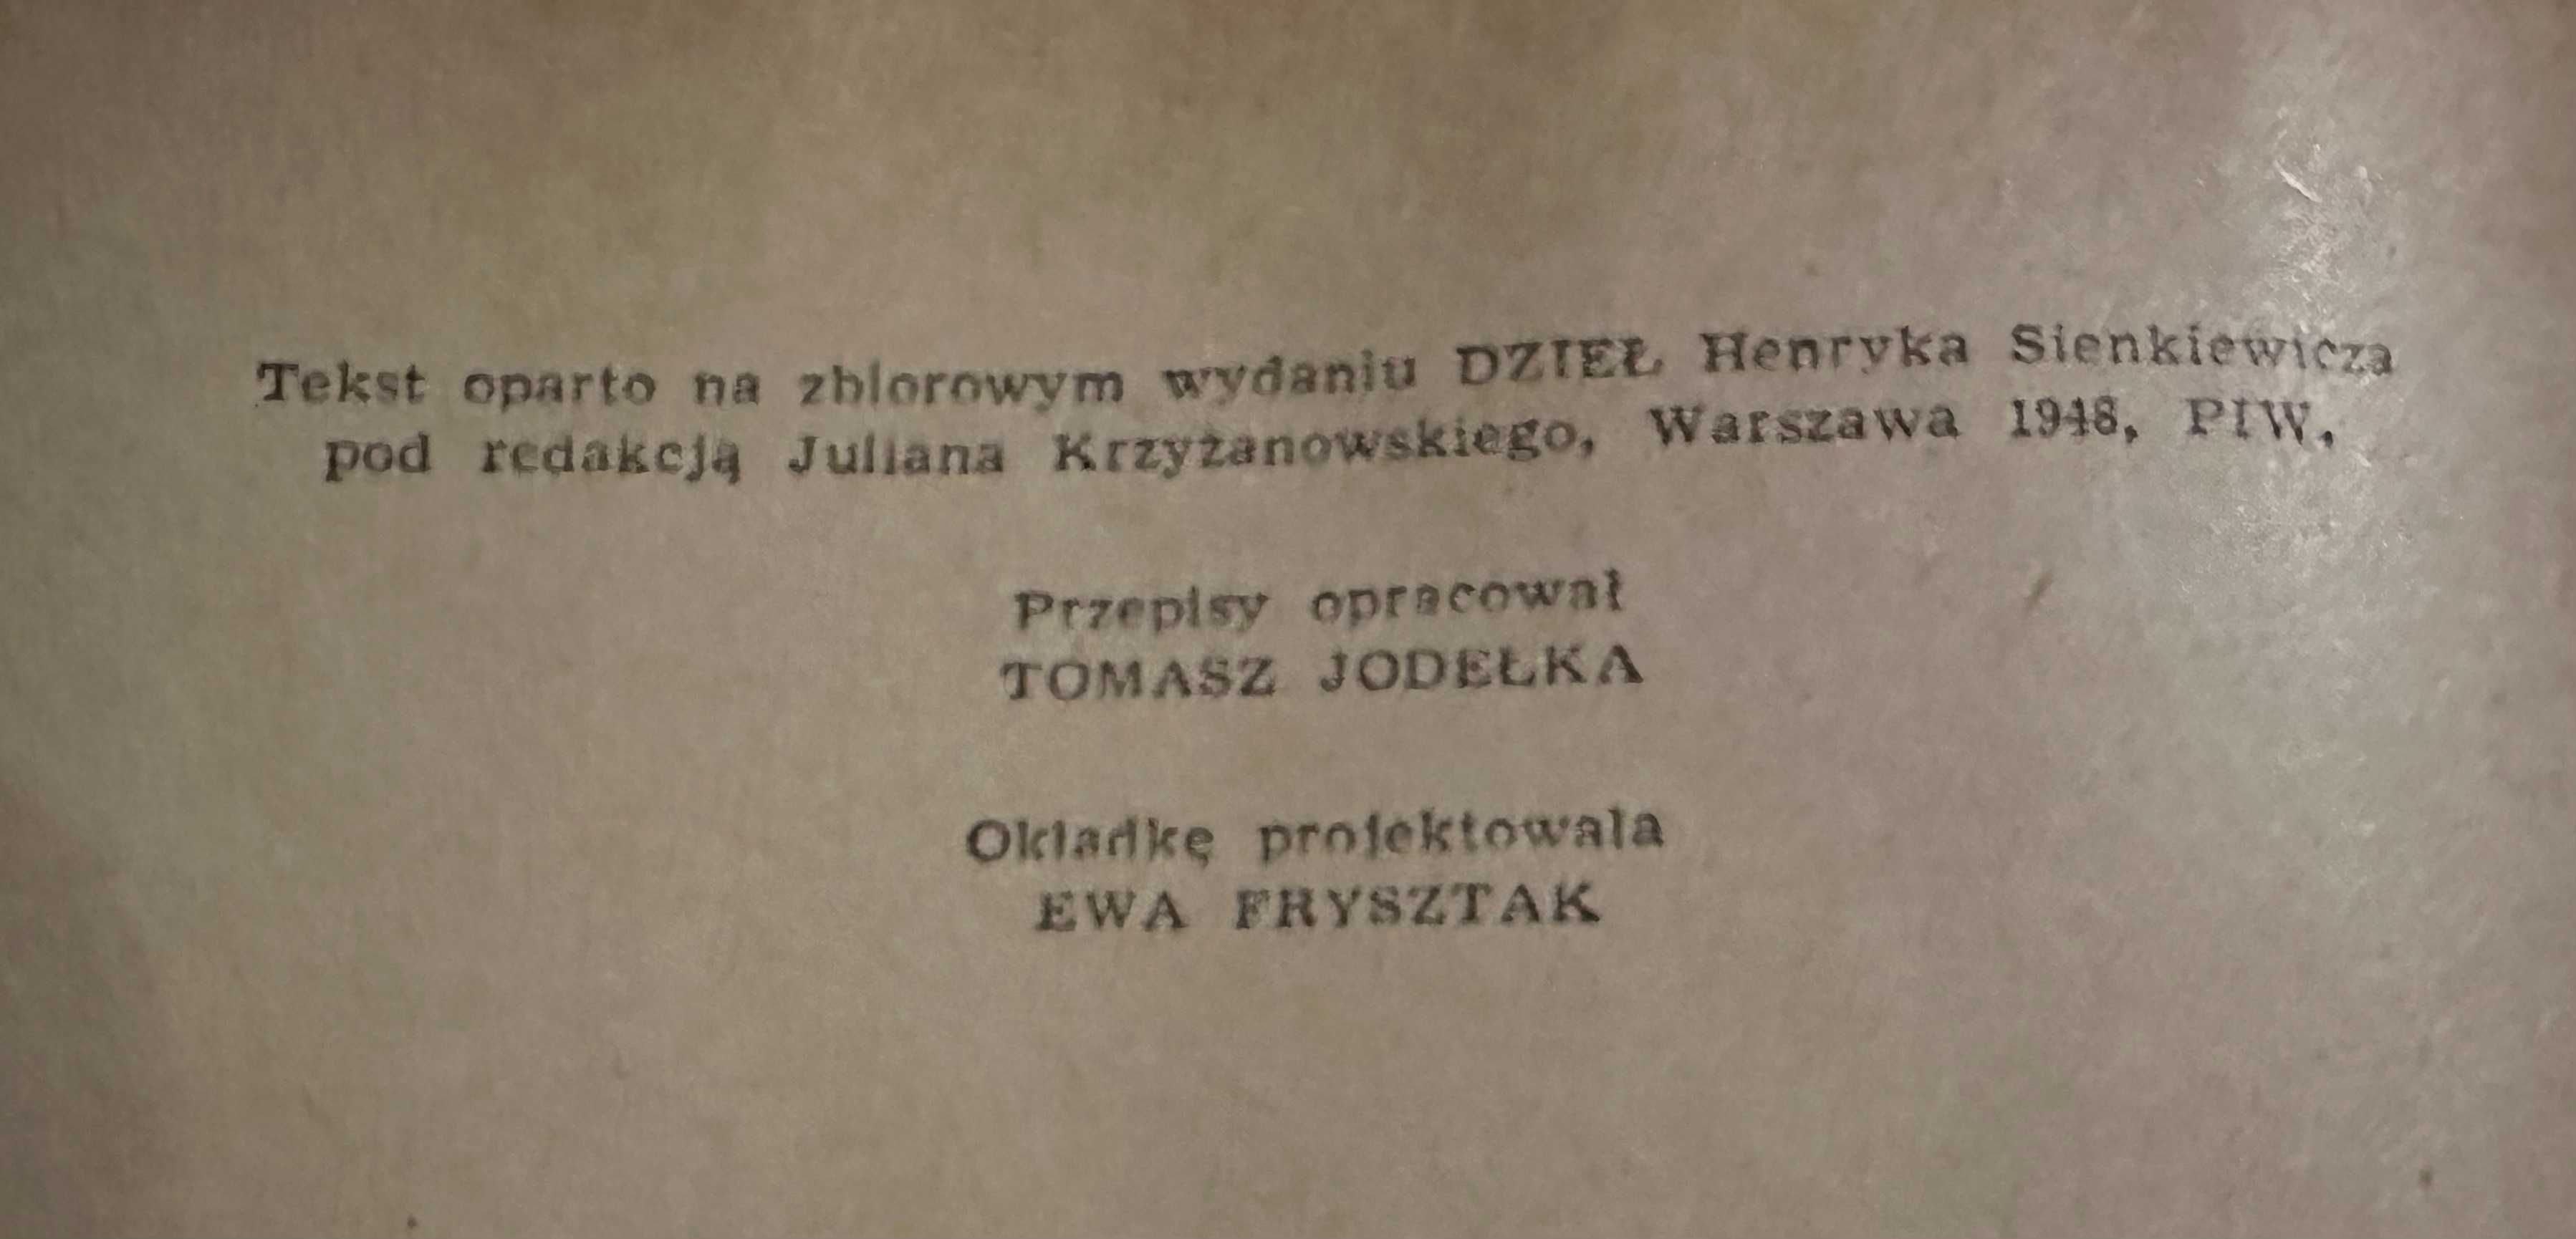 Tekst oparto na zbiorowym wydaniu DZIEŁ Henryka Sienkiewicza
pod redakcją Juliana Krzyżanowskiego, Warszawa 1948, PIW.
Przepisy opracował
TOMASZ JODEŁKA
Okładkę projektowała
EWA FRYSZTAK